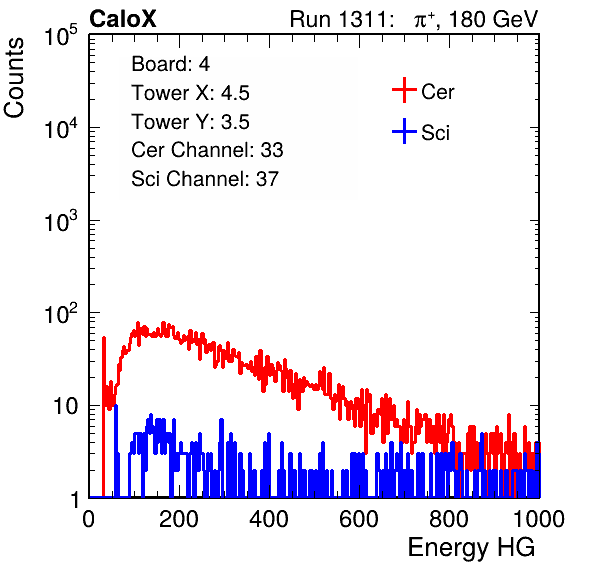 CaloX Run 1311: π⁺, 180 GeV
Counts
Board: 4
Tower X: 4.5
Tower Y: 3.5
Cer Channel: 33
Sci Channel: 37
Cer
Sci
10⁵
10⁴
10³
10²
10
1
0 200 400 600 800 1000
Energy HG